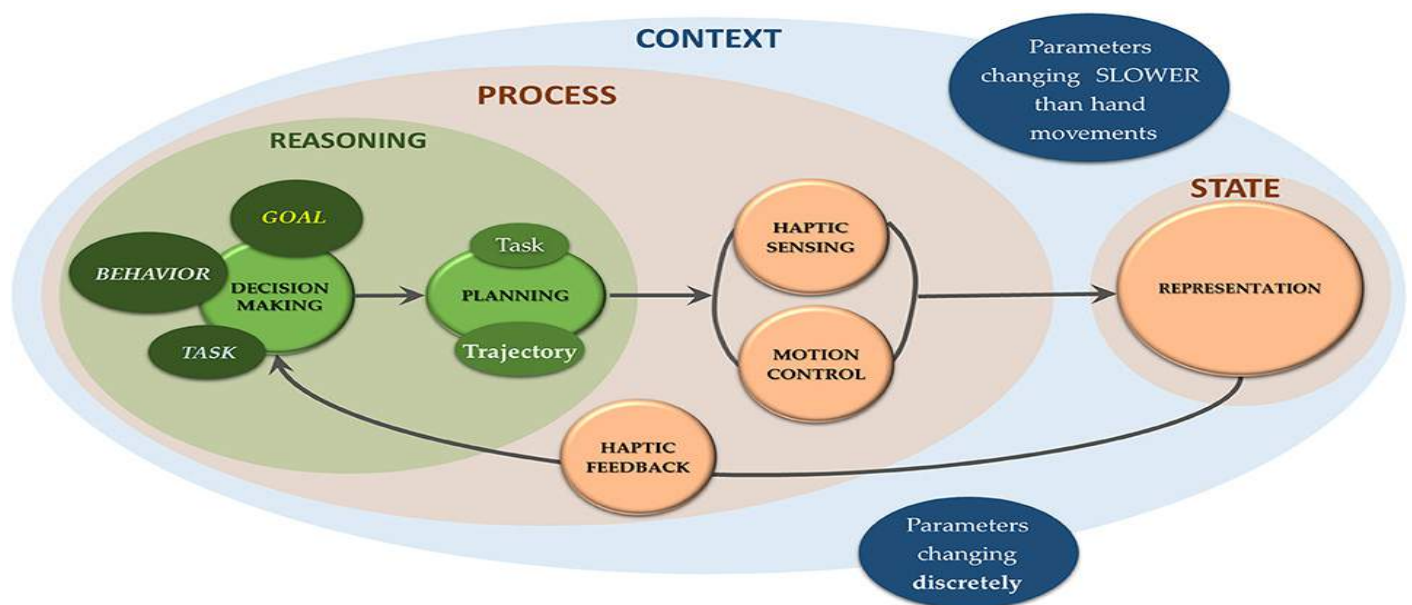 CONTEXT
Parameters
changing SLOWER
than hand
movements
PROCESS
REASONING
STATE
GOAL
BEHAVIOR
DECISION
MAKING
TASK
Task
PLANNING
Trajectory
HAPTIC
SENSING
MOTION
CONTROL
REPRESENTATION
HAPTIC
FEEDBACK
Parameters
changing
discretely